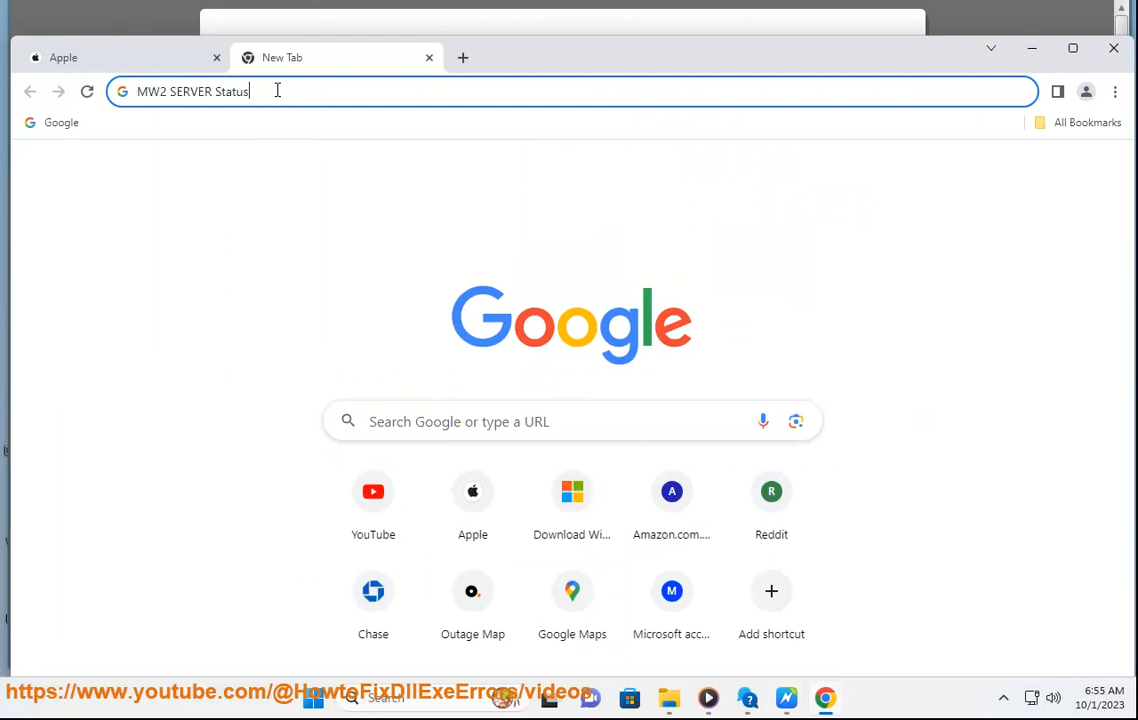 Apple
New Tab
MW2 SERVER Status
Google
All Bookmarks
Google
Search Google or type a URL
YouTube
Apple
Download Wi...
Amazon.com....
Reddit
A
R
Chase
Outage Map
Google Maps
Microsoft acc...
Add shortcut
M
https://www.youtube.com/@HowtoFixDllExeErrors/videos
Search
6:55 AM
10/1/2023